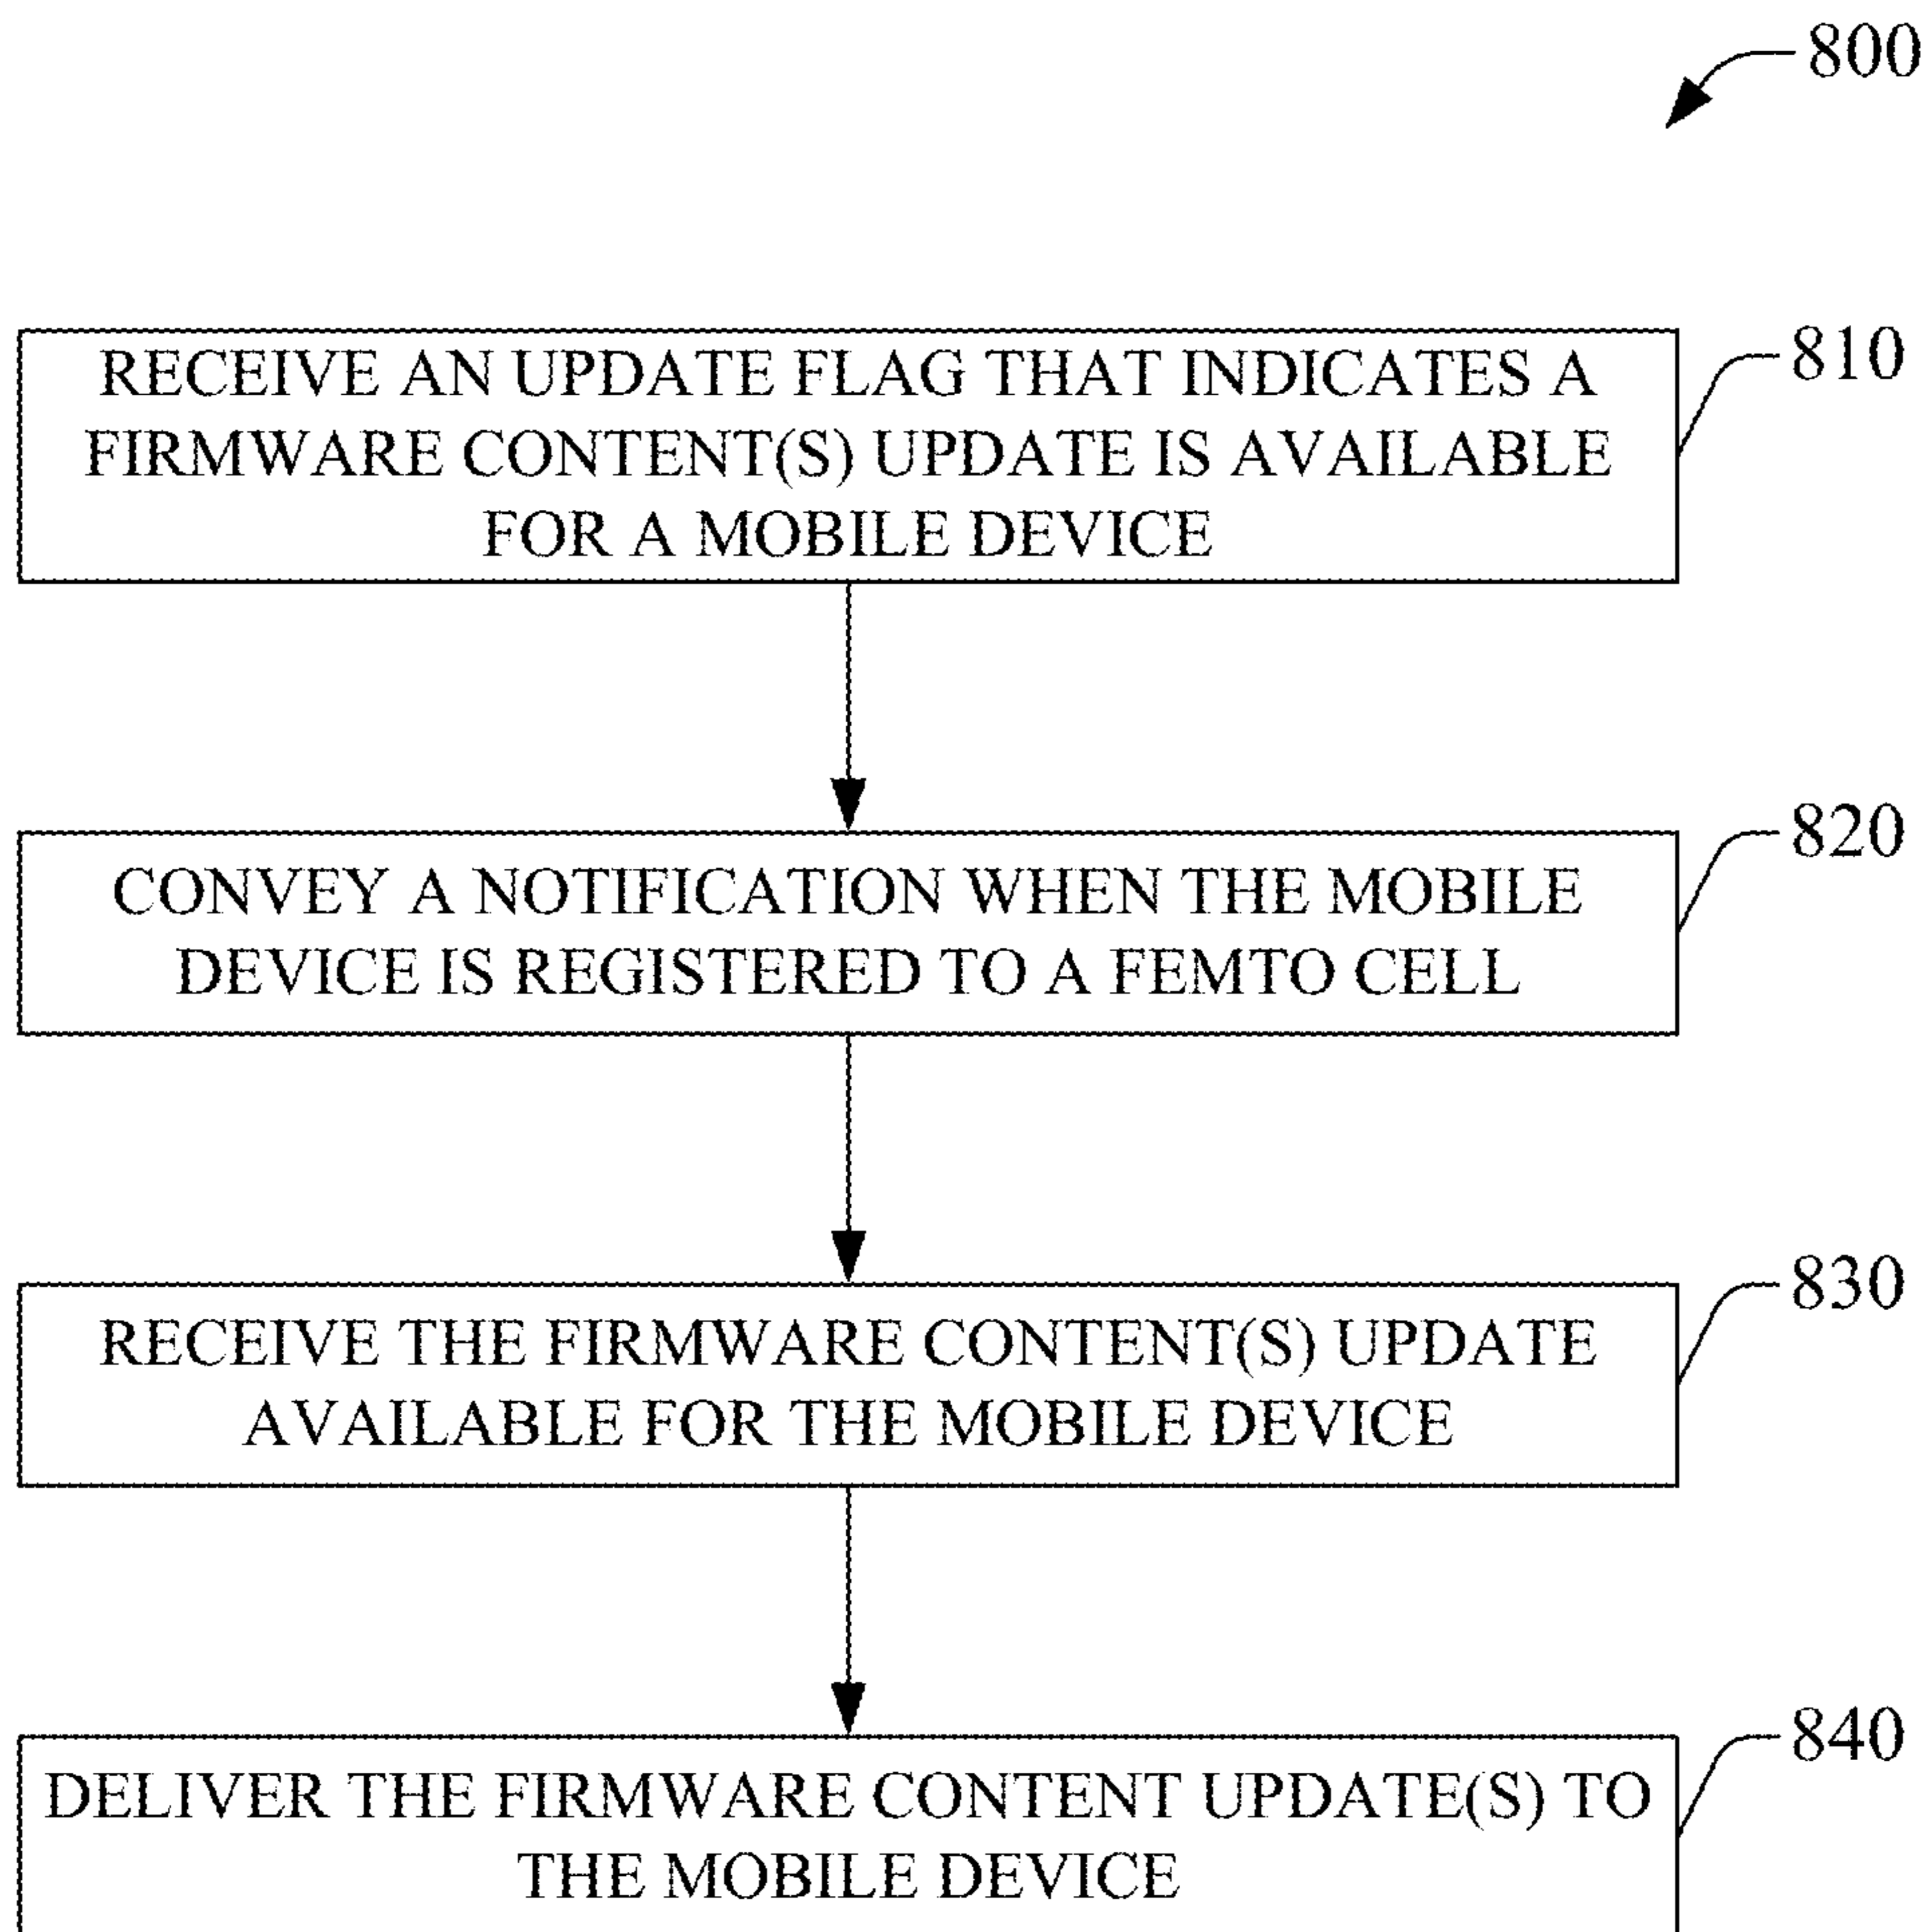 800
RECEIVE AN UPDATE FLAG THAT INDICATES A
FIRMWARE CONTENT(S) UPDATE IS AVAILABLE
FOR A MOBILE DEVICE
810
CONVEY A NOTIFICATION WHEN THE MOBILE
DEVICE IS REGISTERED TO A FEMTO CELL
820
RECEIVE THE FIRMWARE CONTENT(S) UPDATE
AVAILABLE FOR THE MOBILE DEVICE
830
DELIVER THE FIRMWARE CONTENT UPDATE(S) TO
THE MOBILE DEVICE
840